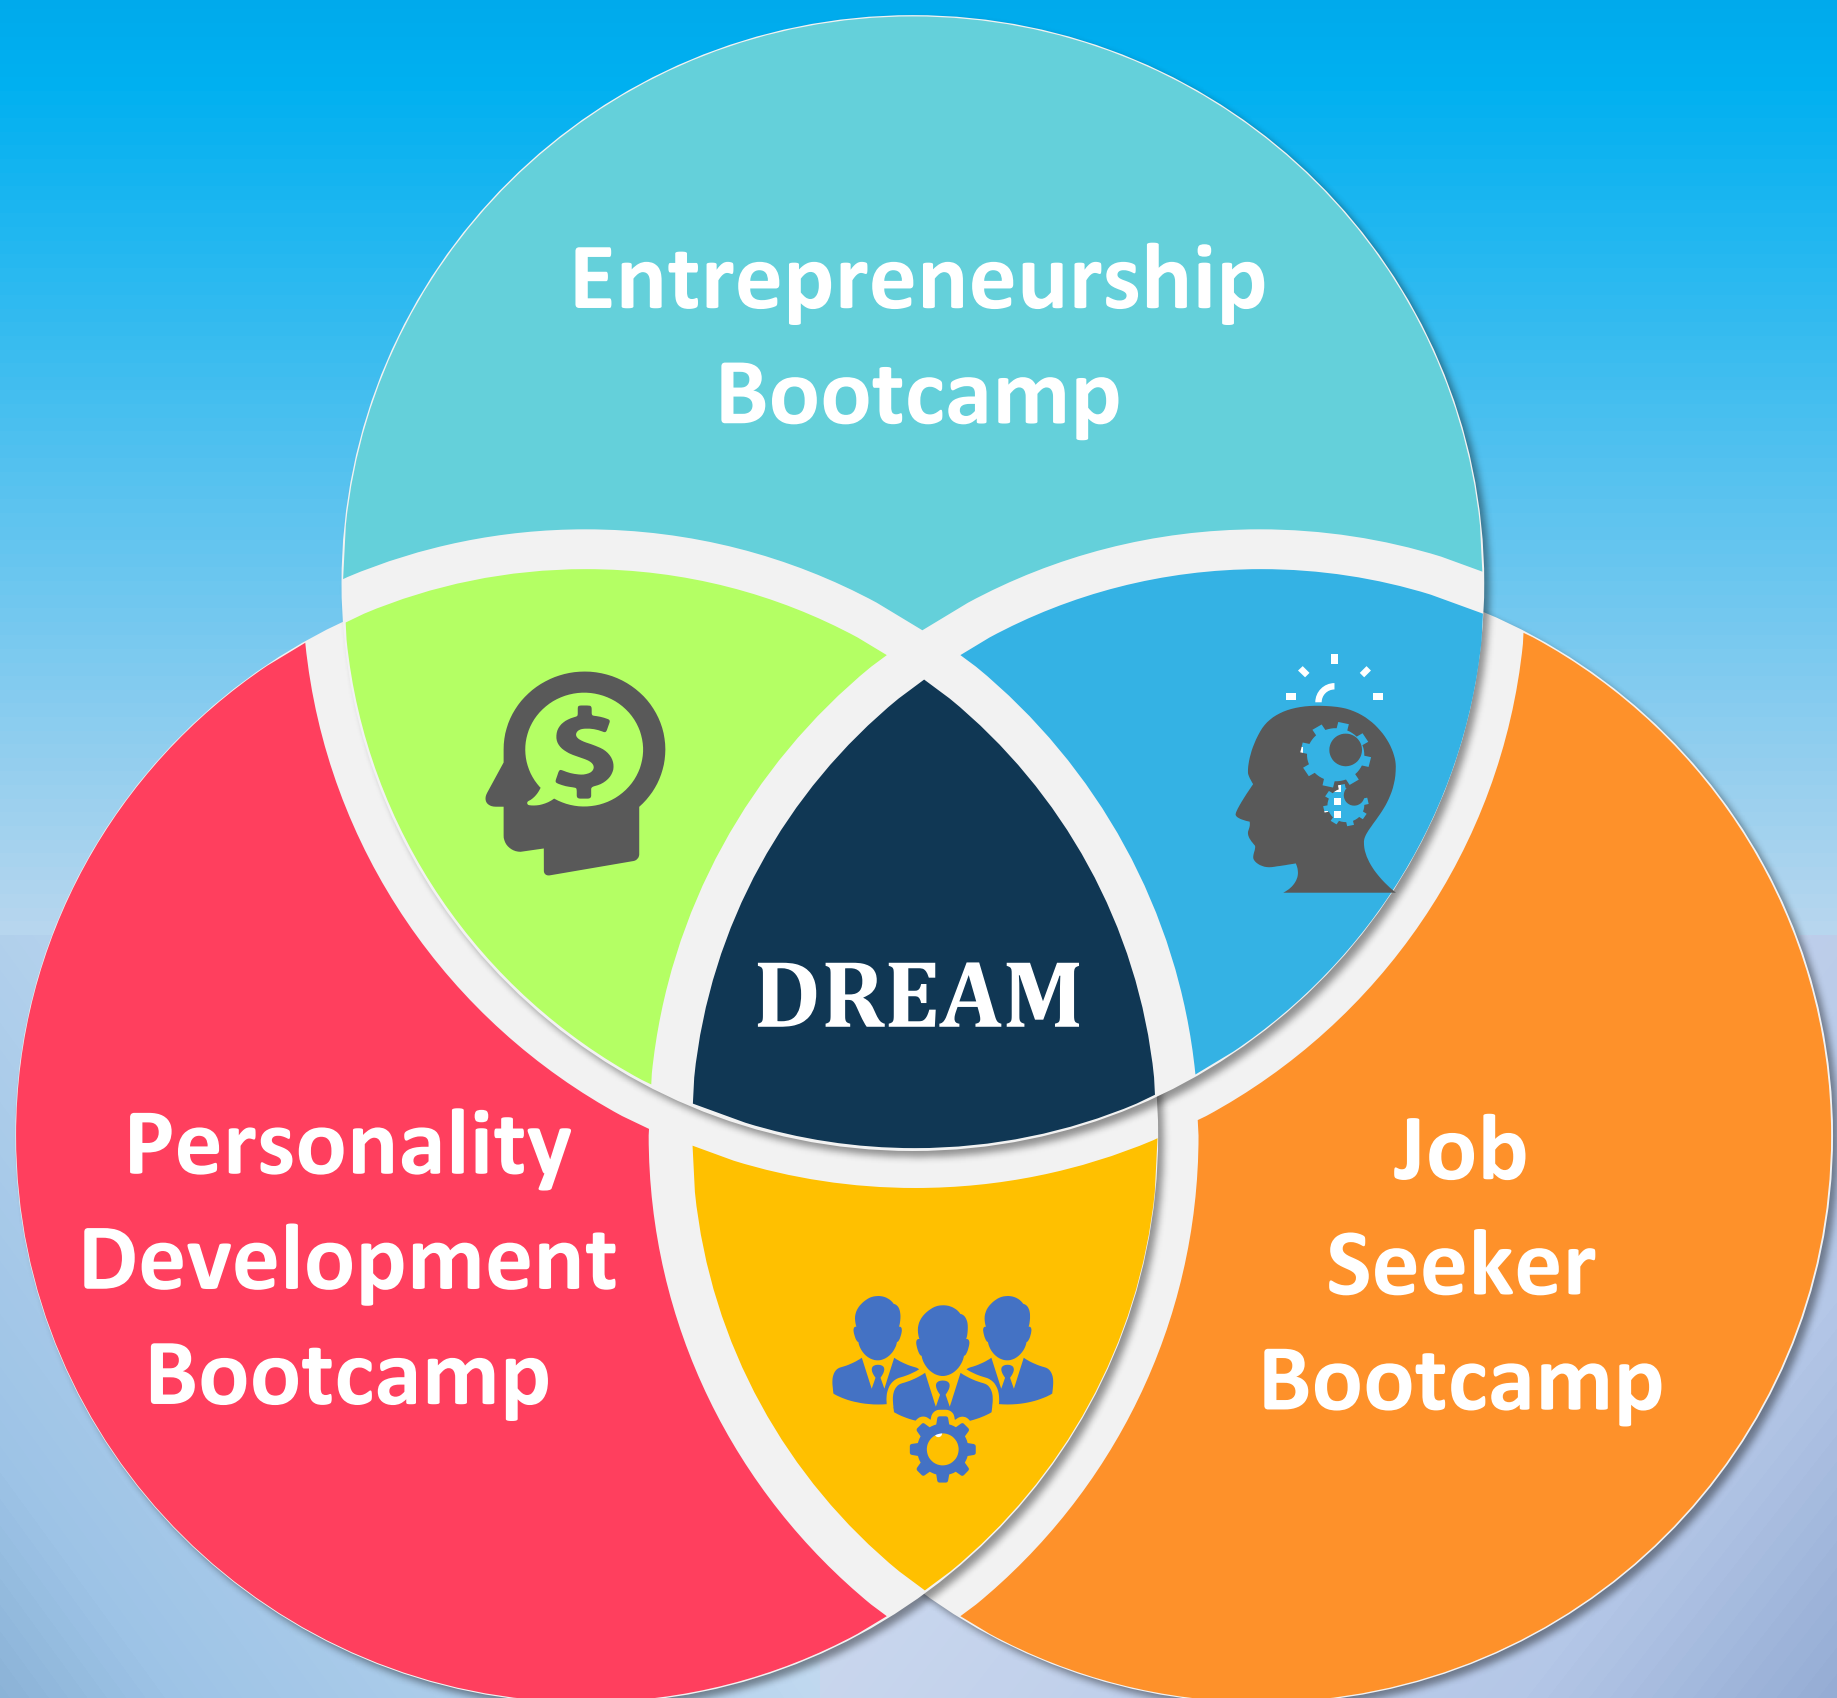 Entrepreneurship
Bootcamp
$
DREAM
Personality
Development
Bootcamp
Job
Seeker
Bootcamp